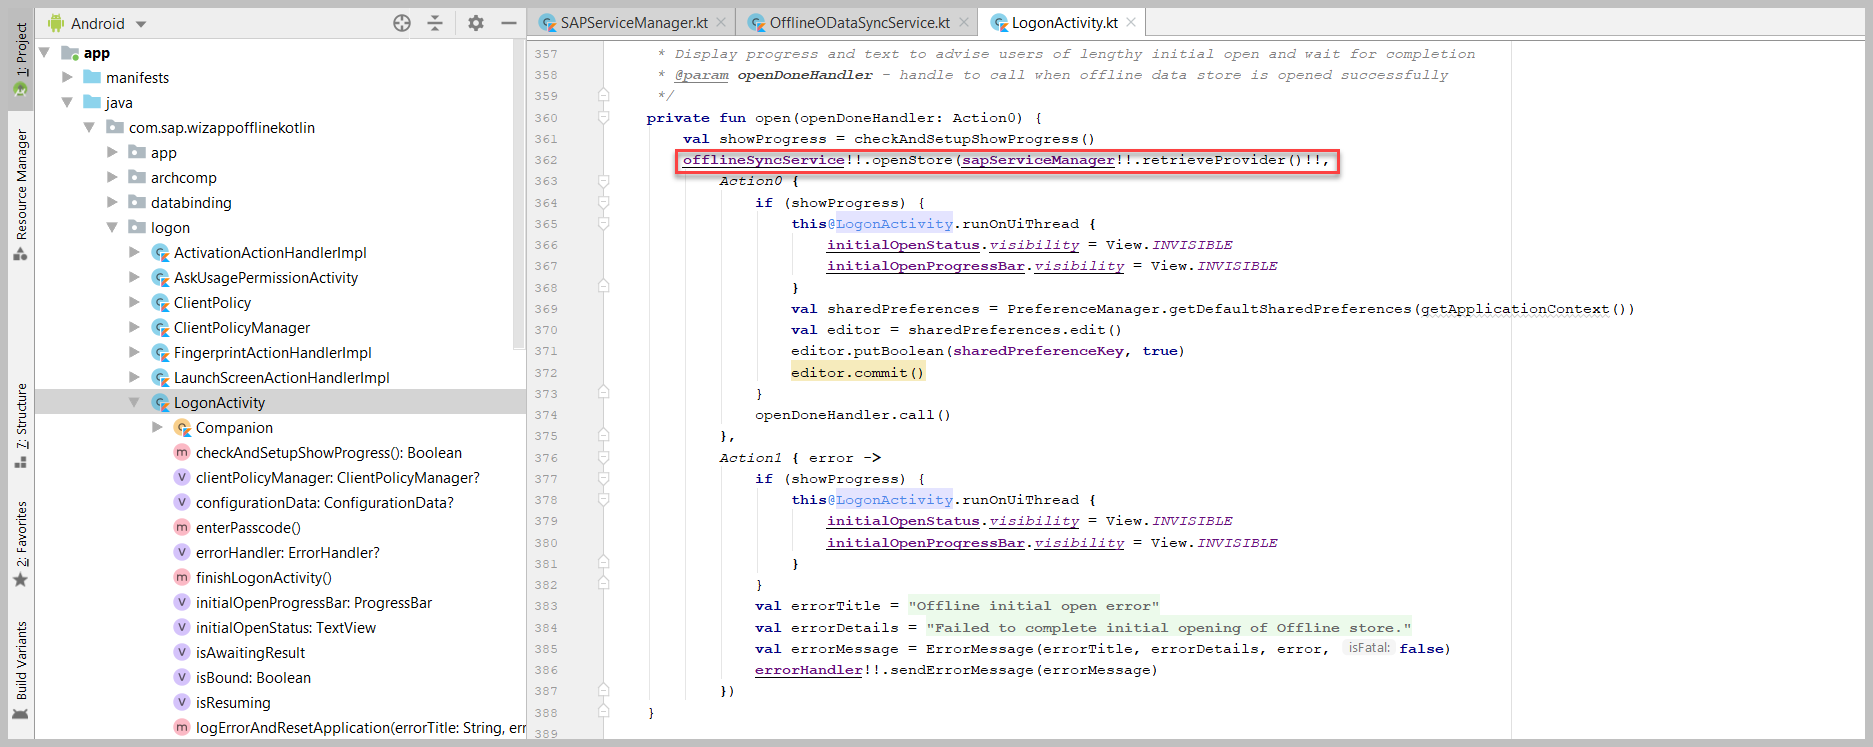 1: Project
Resource Manager
7: Structure
2: Favorites
Build Variants
Android
app
manifests
java
com.sap.wizappofflinekotlin
app
archcomp
databinding
logon
ActivationActionHandlerImpl
AskUsagePermissionActivity
ClientPolicy
ClientPolicyManager
FingerprintActionHandlerImpl
LaunchScreenActionHandlerImpl
LogonActivity
Companion
checkAndSetupShowProgress(): Boolean
clientPolicyManager: ClientPolicyManager?
configurationData: ConfigurationData?
enterPasscode()
errorHandler: ErrorHandler?
finishLogonActivity()
initialOpenProgressBar: ProgressBar
initialOpenStatus: TextView
isAwaitingResult
isBound: Boolean
isResuming
logErrorAndResetApplication(errorTitle: String, err
SAPServiceManager.kt
OfflineODataSyncService.kt
LogonActivity.kt
357 * Display progress and text to advise users of lengthy initial open and wait for completion
358 * @param openDoneHandler – handle to call when offline data store is opened successfully
359 */
360 private fun open(openDoneHandler: Action0) {
361 val showProgress = checkAndSetupShowProgress()
362 offlineSyncService!!.openStore(sapServiceManager!!.retrieveProvider()!!,
363 Action0 {
364 if (showProgress) {
365 this@LogonActivity.runOnUiThread {
366 initialOpenStatus.visibility = View.INVISIBLE
367 initialOpenProgressBar.visibility = View.INVISIBLE
368 }
369 val sharedPreferences = PreferenceManager.getDefaultSharedPreferences(getApplicationContext())
370 val editor = sharedPreferences.edit()
371 editor.putBoolean(sharedPreferenceKey, true)
372 editor.commit()
373 }
374 openDoneHandler.call()
375 },
376 Action1 { error ->
377 if (showProgress) {
378 this@LogonActivity.runOnUiThread {
379 initialOpenStatus.visibility = View.INVISIBLE
380 initialOpenProgressBar.visibility = View.INVISIBLE
381 }
382 }
383 val errorTitle = "Offline initial open error"
384 val errorDetails = "Failed to complete initial opening of Offline store."
385 val errorMessage = ErrorMessage(errorTitle, errorDetails, error, isFatal: false)
386 errorHandler!!.sendErrorMessage(errorMessage)
387 })
388 }
389